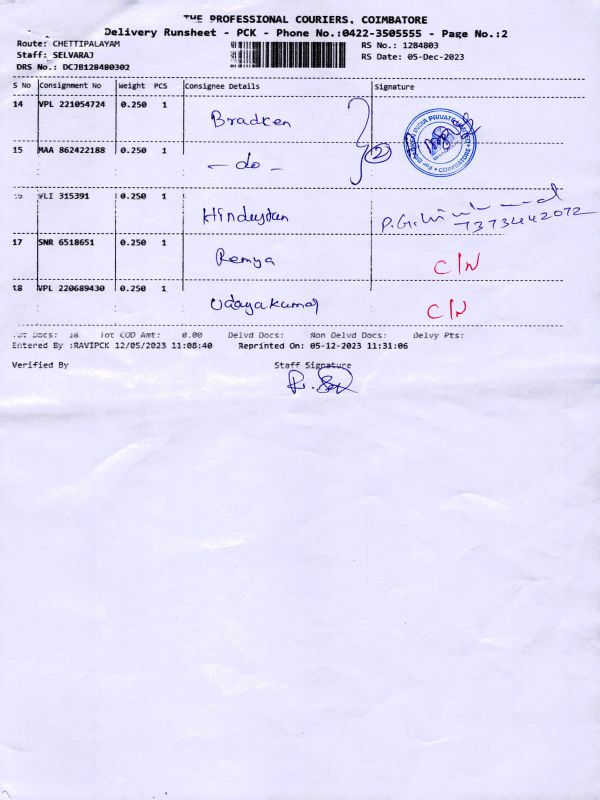 THE PROFESSIONAL COURIERS, COIMBATORE
Delivery Runsheet - PCK - Phone No.:0422-3505555 - Page No.:2
Route: CHETTIPALAYAM RS No.: 1284803
Staff: SELVARAJ RS Date: 05-Dec-2023
DRS No.: DCJB128480302
S No Consignment No Weight PCS Consignee Details Signature
14 VPL 221054724 0.250 1
Bradken
15 MAA 862422188 0.250 1
- do - 2
16 VLI 315391 0.250 1
Hindustan P.G. 7373442072
17 SNR 6518651 0.250 1
Remya C/N
18 VPL 220689430 0.250 1
Udayakumar C/N
Tot Docs: 18 Tot COD Amt: 0.00 Delvd Docs: Non Delvd Docs: Delvy Pts:
Entered By :RAVIPCK 12/05/2023 11:08:40 Reprinted On: 05-12-2023 11:31:06
Verified By Staff Signature